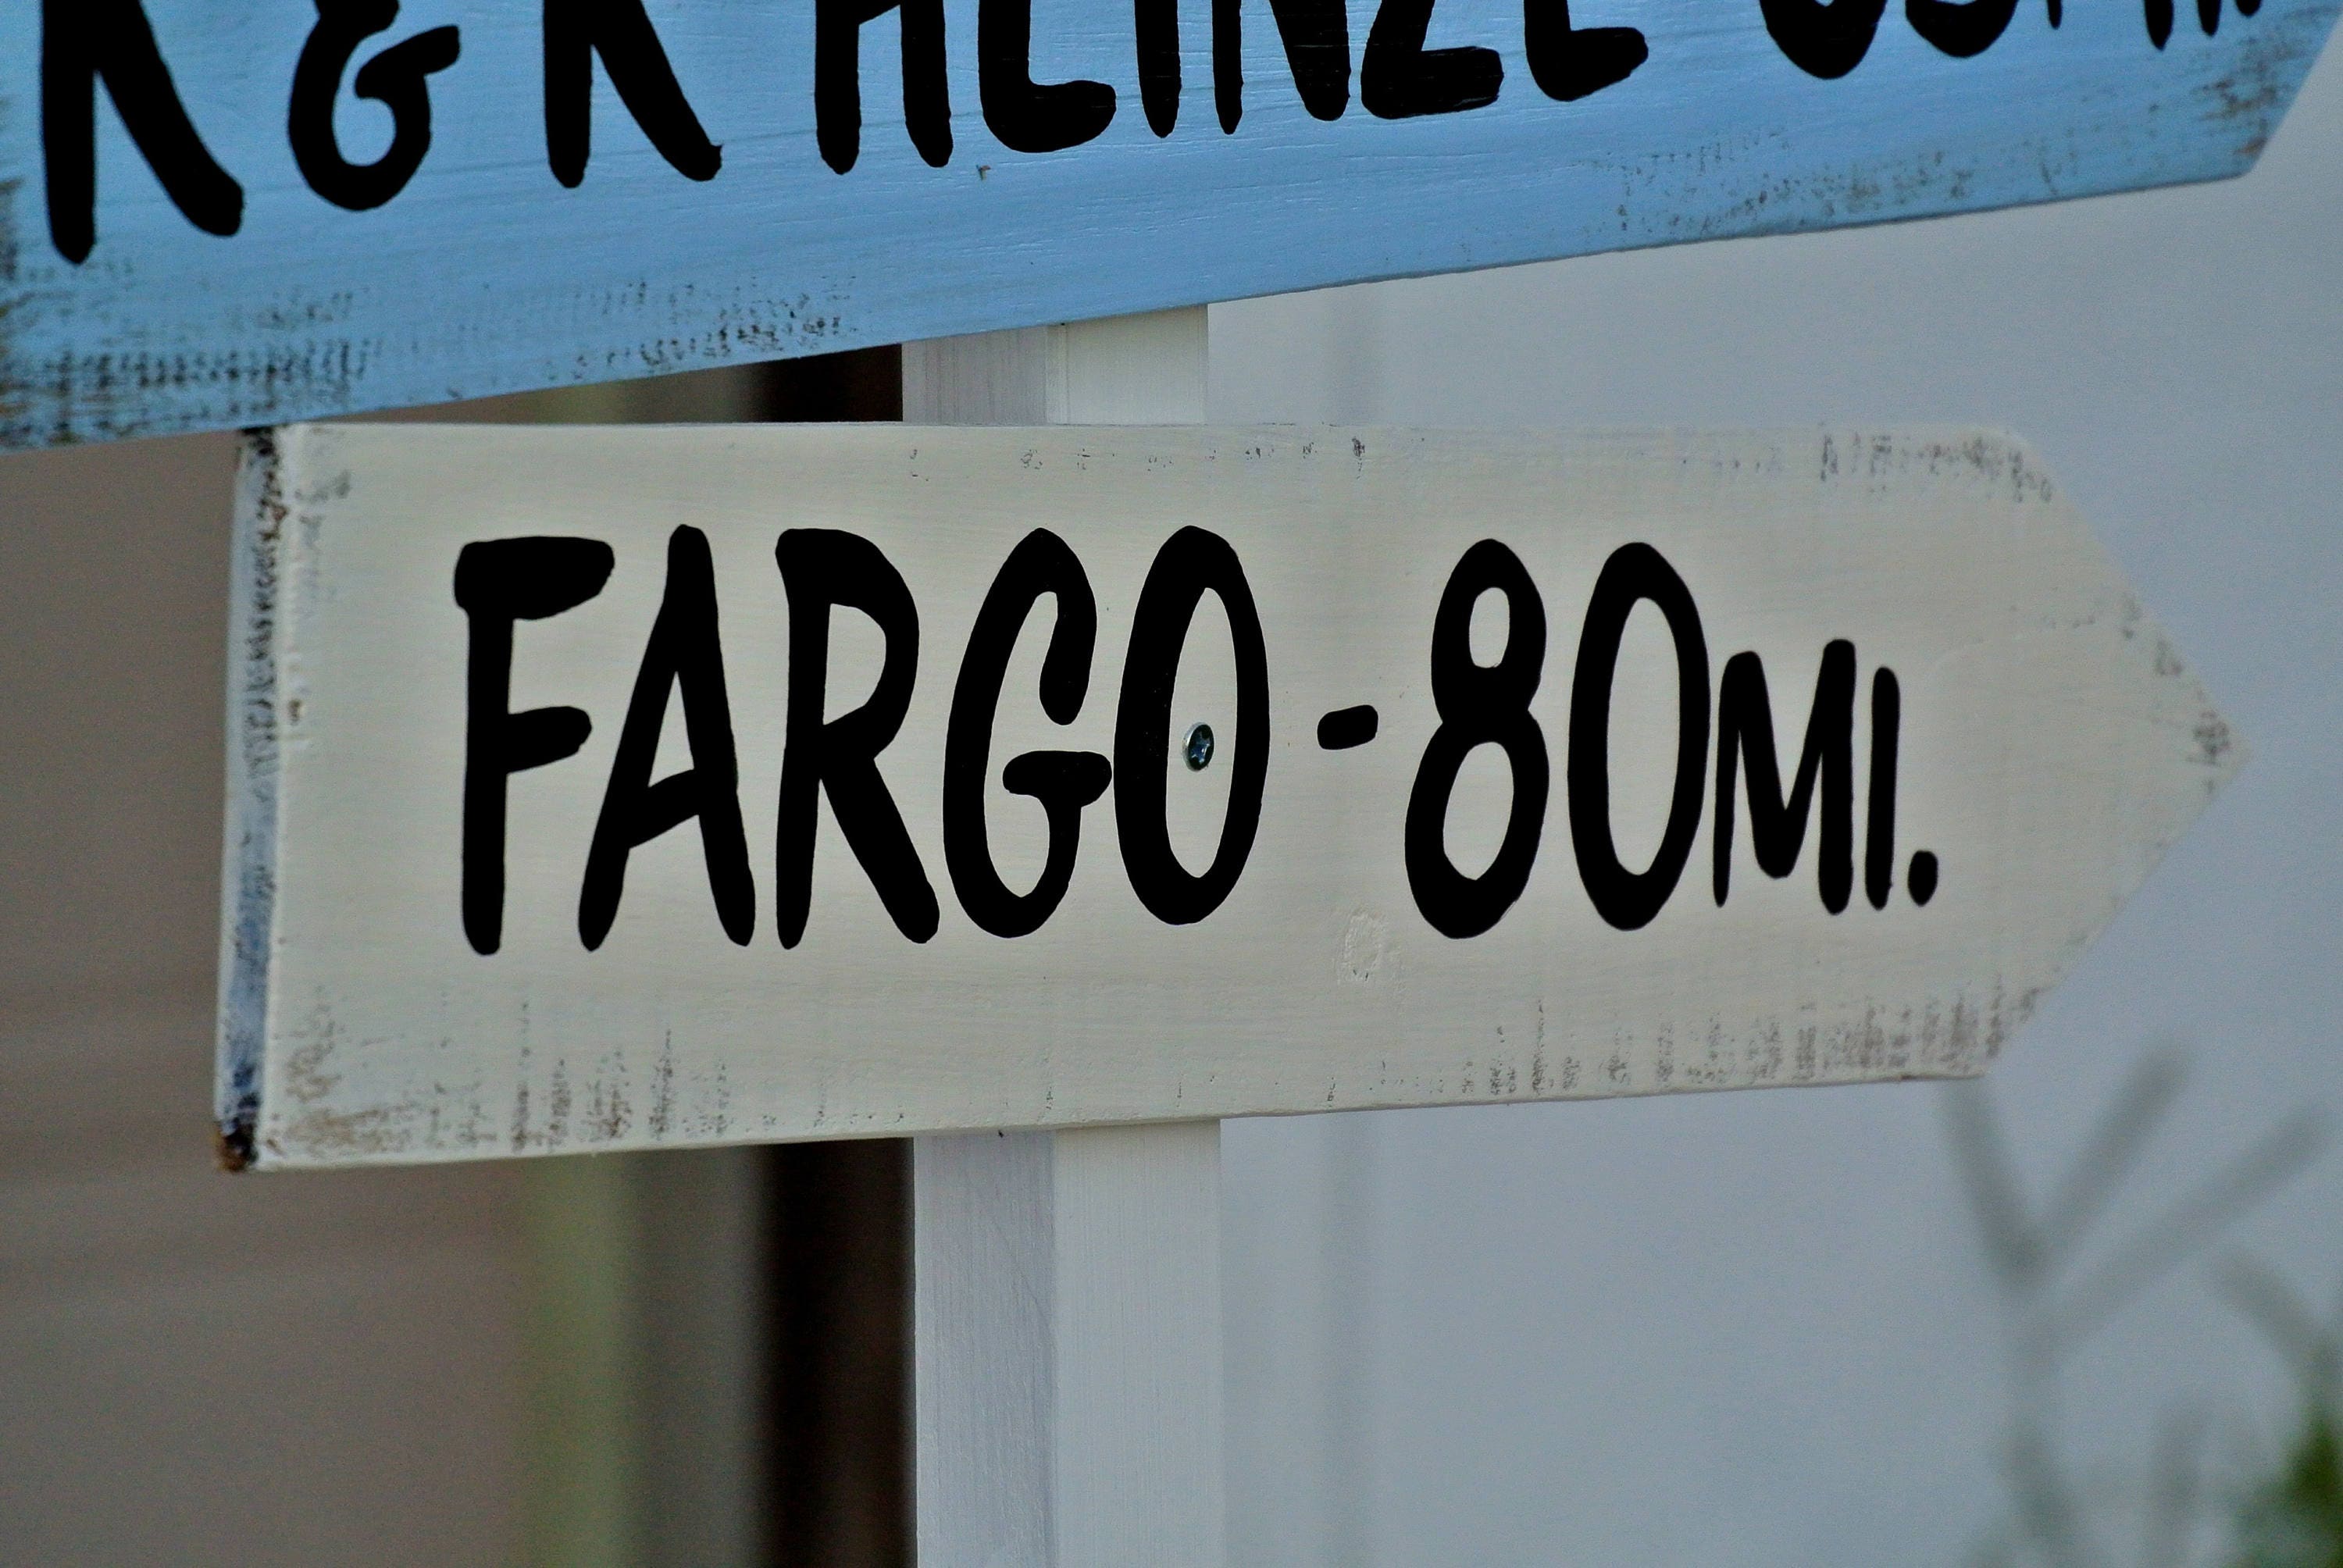 K & K HEINZE
FARGO - 80MI.